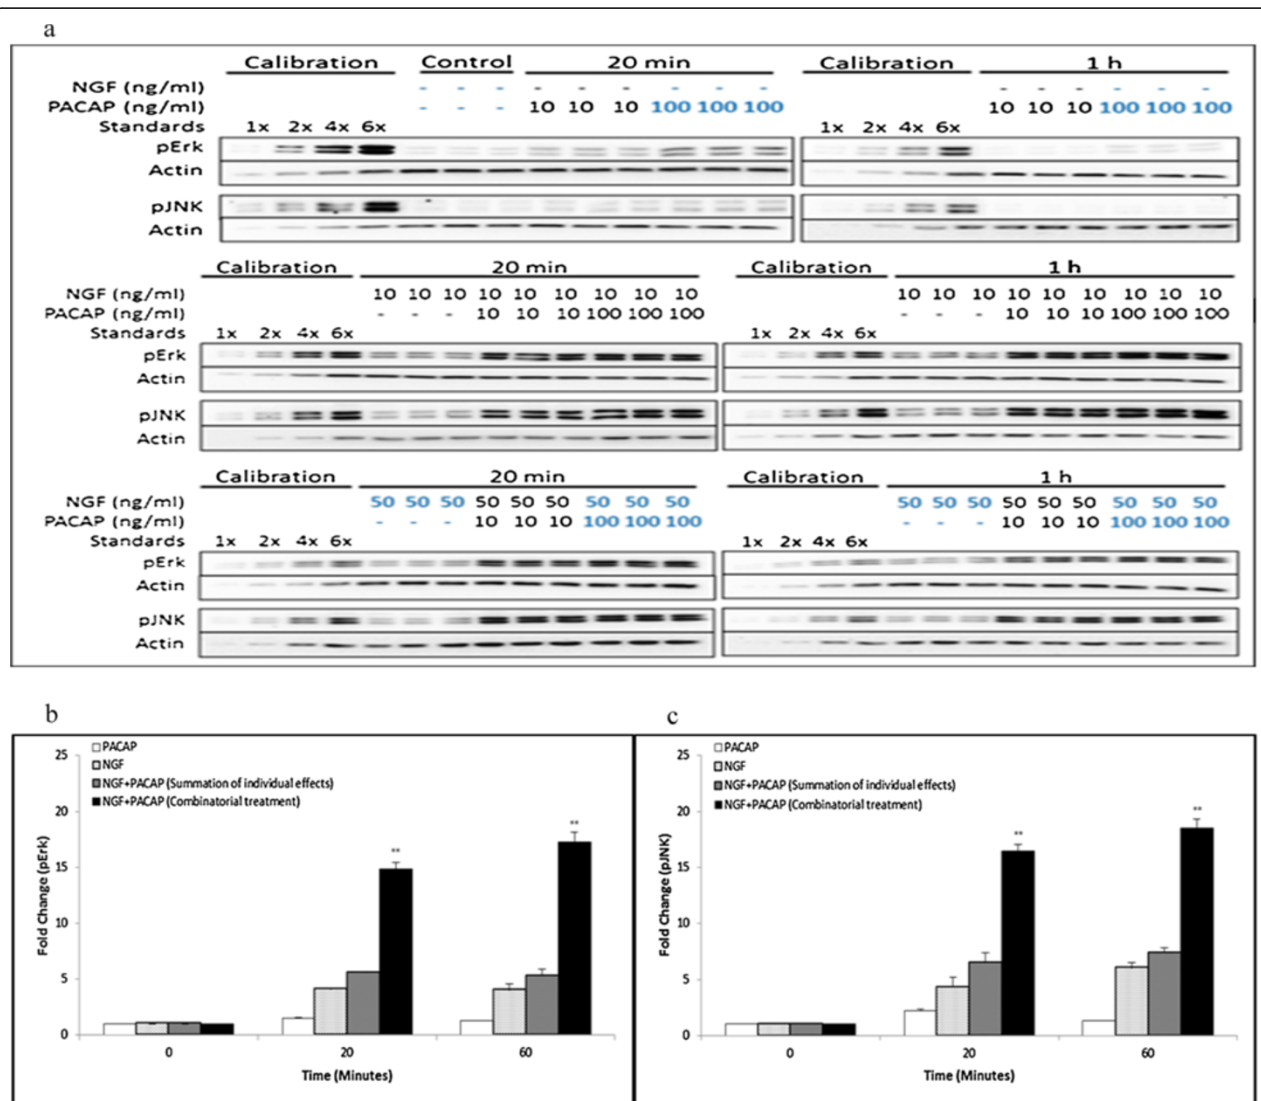 a
Calibration Control 20 min Calibration 1 h
NGF (ng/ml) - - - - - - - - - - - - - - -
PACAP (ng/ml) - - - 10 10 10 100 100 100 10 10 10 100 100 100
Standards 1x 2x 4x 6x 1x 2x 4x 6x
pErk
Actin
pJNK
Actin
Calibration 20 min Calibration 1 h
NGF (ng/ml) 10 10 10 10 10 10 10 10 10 10 10 10 10 10 10 10 10 10
PACAP (ng/ml) - - - 10 10 10 100 100 100 - - - 10 10 10 100 100 100
Standards 1x 2x 4x 6x 1x 2x 4x 6x
pErk
Actin
pJNK
Actin
Calibration 20 min Calibration 1 h
NGF (ng/ml) 50 50 50 50 50 50 50 50 50 50 50 50 50 50 50 50 50 50
PACAP (ng/ml) - - - 10 10 10 100 100 100 - - - 10 10 10 100 100 100
Standards 1x 2x 4x 6x 1x 2x 4x 6x
pErk
Actin
pJNK
Actin
b
PACAP
NGF
NGF+PACAP (Summation of individual effects)
NGF+PACAP (Combinatorial treatment)
25
20
15
10
5
0
Fold Change (pErk)
**
**
0 20 60
Time (Minutes)
c
PACAP
NGF
NGF+PACAP (Summation of individual effects)
NGF+PACAP (Combinatorial treatment)
25
20
15
10
5
0
Fold Change (pJNK)
**
**
0 20 60
Time (Minutes)